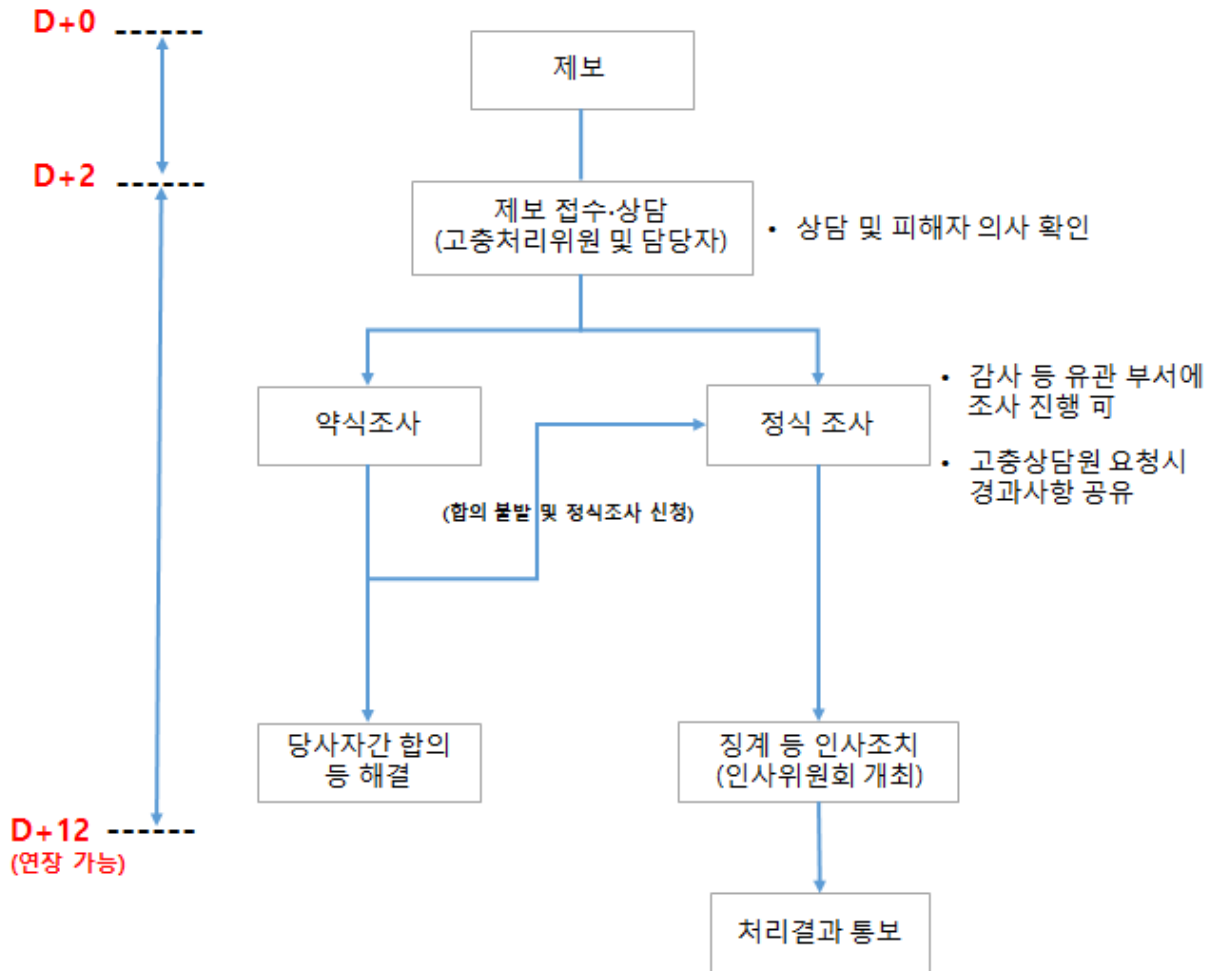 D+0
제보
D+2
제보 접수·상담
(고충처리위원 및 담당자)
• 상담 및 피해자 의사 확인
약식조사
정식 조사
• 감사 등 유관 부서에
조사 진행 可
• 고충상담원 요청시
경과사항 공유
(합의 불발 및 정식조사 신청)
당사자간 합의
등 해결
징계 등 인사조치
(인사위원회 개최)
D+12
(연장 가능)
처리결과 통보